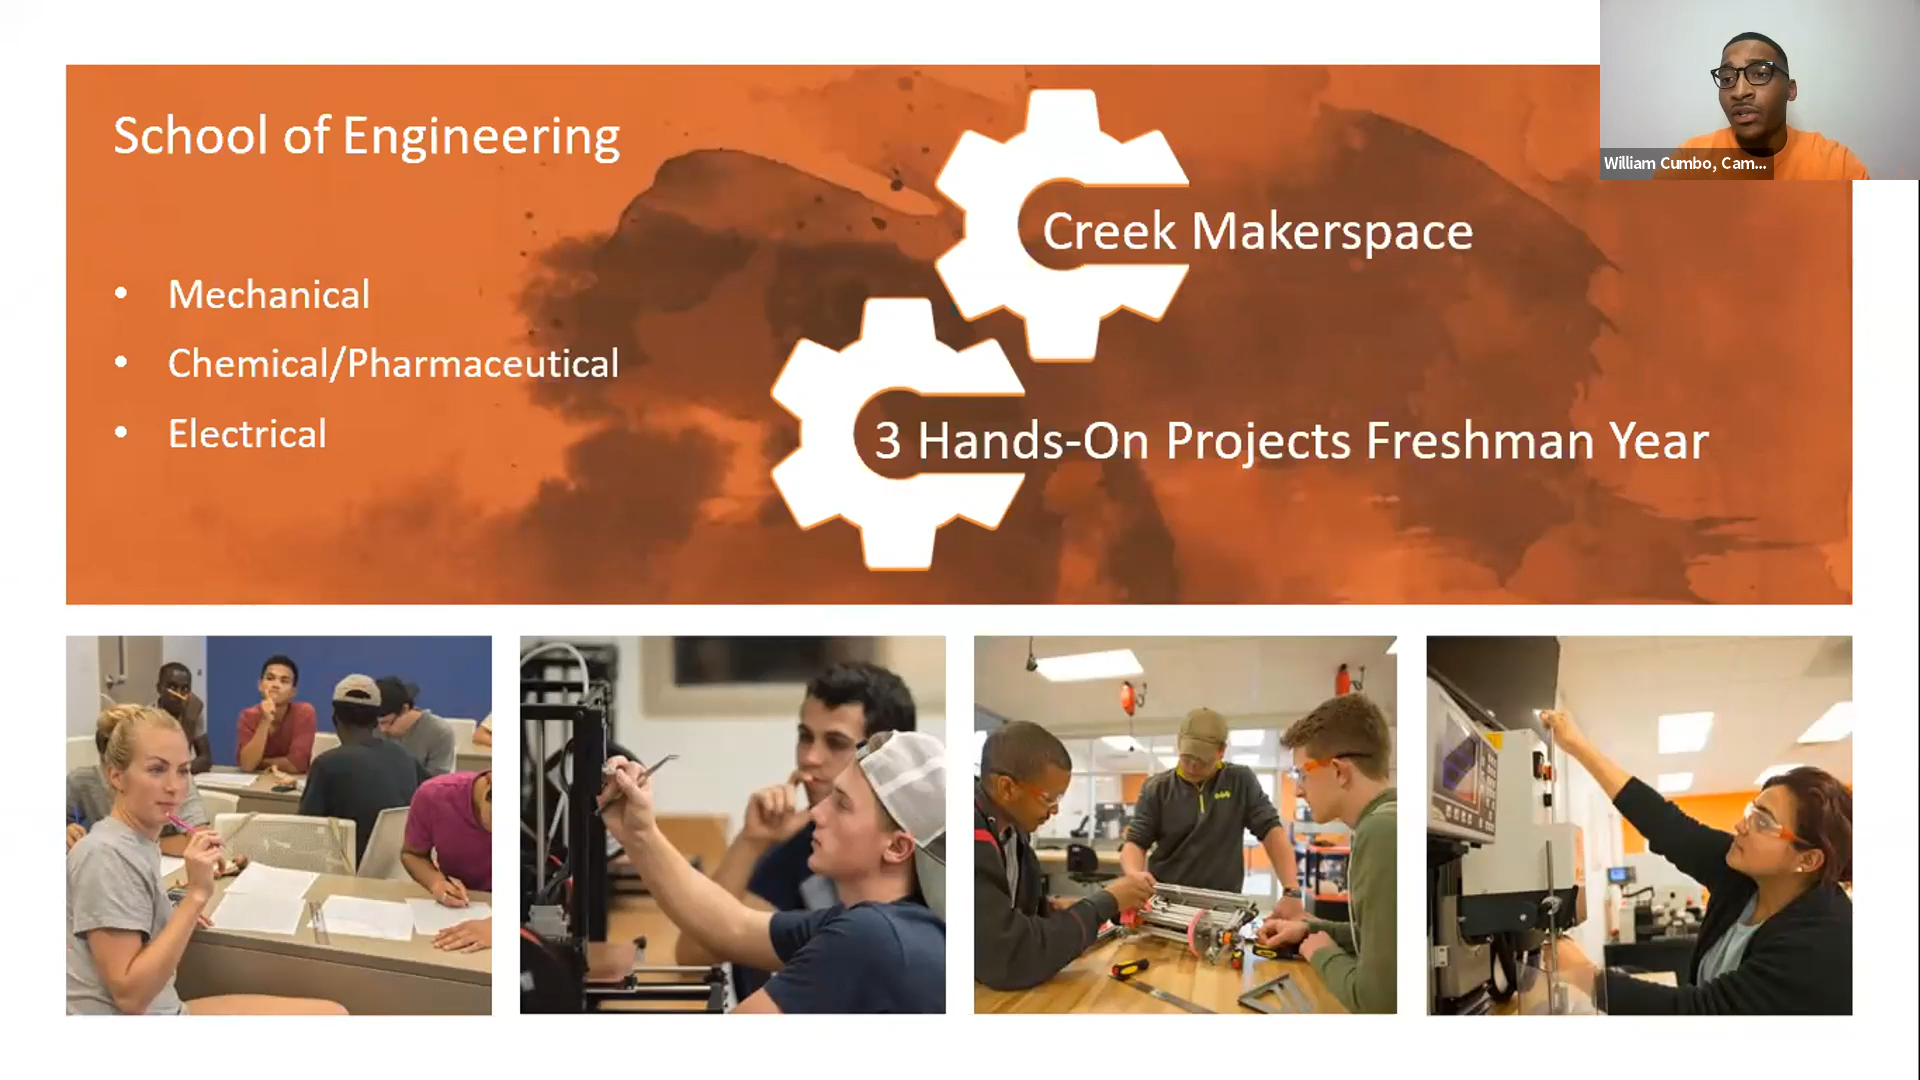 School of Engineering
• Mechanical
• Chemical/Pharmaceutical
• Electrical
Creek Makerspace
3 Hands-On Projects Freshman Year
William Cumbo, Cam...